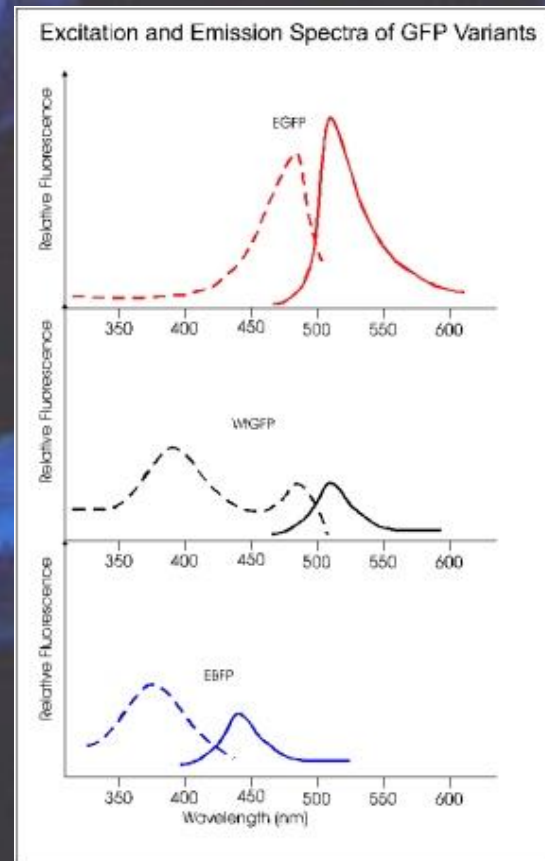 Excitation and Emission Spectra of GFP Variants
Relative Fluorescence
EGFP
350 400 450 500 550 600
Relative Fluorescence
WtGFP
350 400 450 500 550 600
Relative Fluorescence
EBFP
350 400 450 500 550 600
Wavelength (nm)